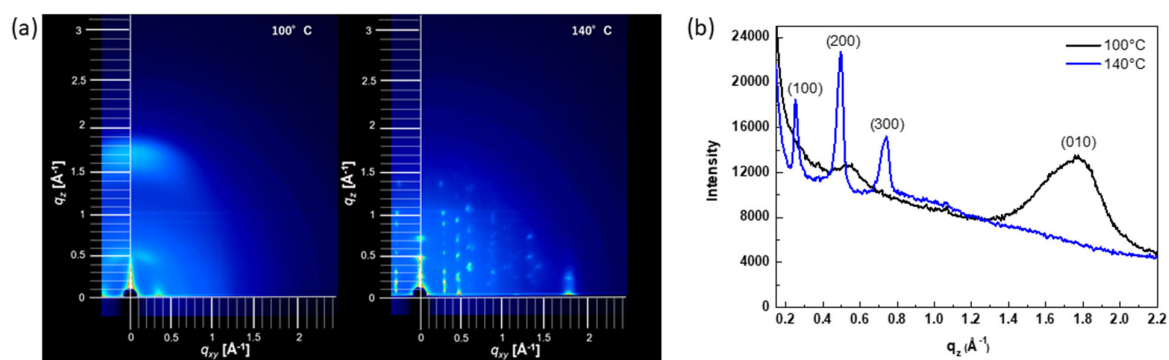 (a)
100° C
140° C
3
2.5
2
1.5
1
0.5
0
q_z [A⁻¹]
0
0.5
1
1.5
2
q_xy [A⁻¹]
3
2.5
2
1.5
1
0.5
0
q_z [A⁻¹]
0
0.5
1
1.5
2
q_xy [A⁻¹]
(b)
24000
20000
16000
12000
8000
4000
0
Intensity
(100)
(200)
(300)
(010)
100°C
140°C
0.2 0.4 0.6 0.8 1.0 1.2 1.4 1.6 1.8 2.0 2.2
q_z (Å⁻¹)